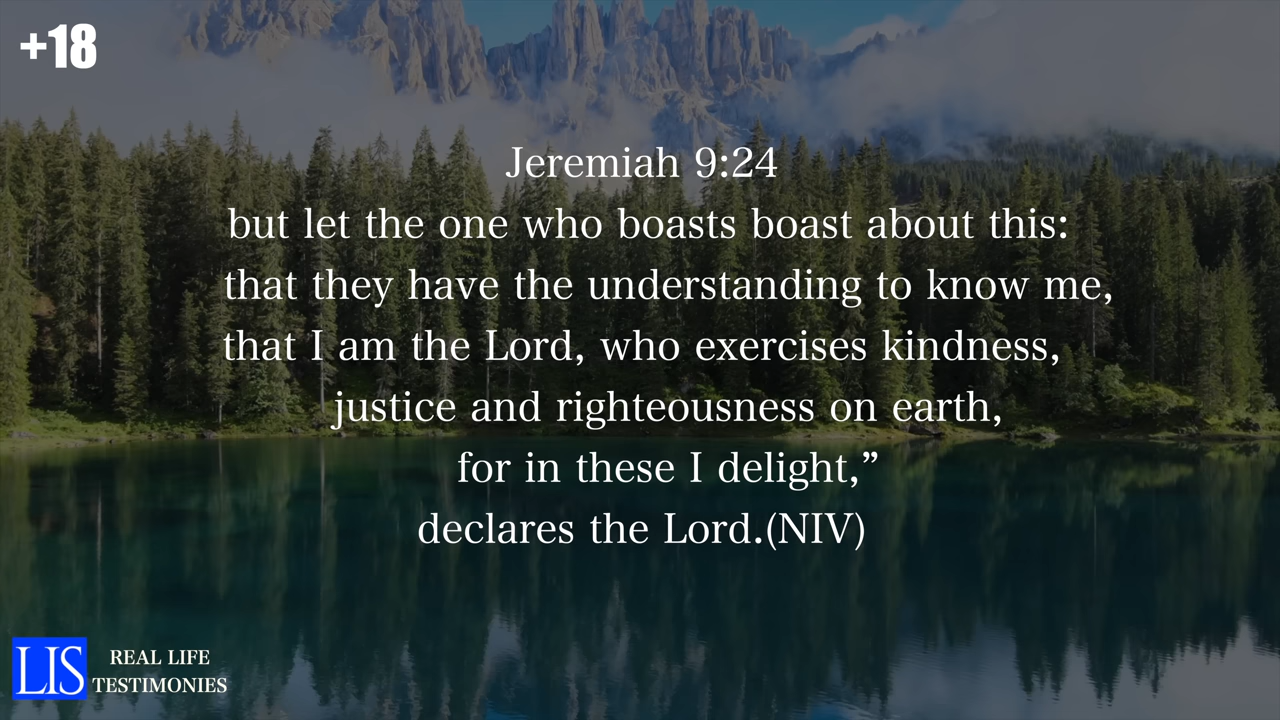 +18
Jeremiah 9:24
but let the one who boasts boast about this:
that they have the understanding to know me,
that I am the Lord, who exercises kindness,
justice and righteousness on earth,
for in these I delight,”
declares the Lord.(NIV)
LIS
REAL LIFE
TESTIMONIES